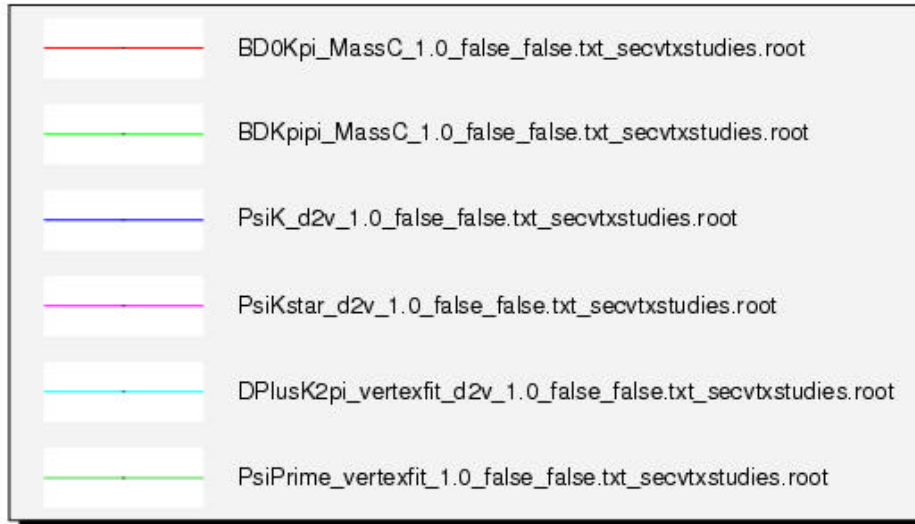 BD0Kpi_MassC_1.0_false_false.txt_secvtxstudies.root
BDKpipi_MassC_1.0_false_false.txt_secvtxstudies.root
PsiK_d2v_1.0_false_false.txt_secvtxstudies.root
PsiKstar_d2v_1.0_false_false.txt_secvtxstudies.root
DPlusK2pi_vertexfit_d2v_1.0_false_false.txt_secvtxstudies.root
PsiPrime_vertexfit_1.0_false_false.txt_secvtxstudies.root